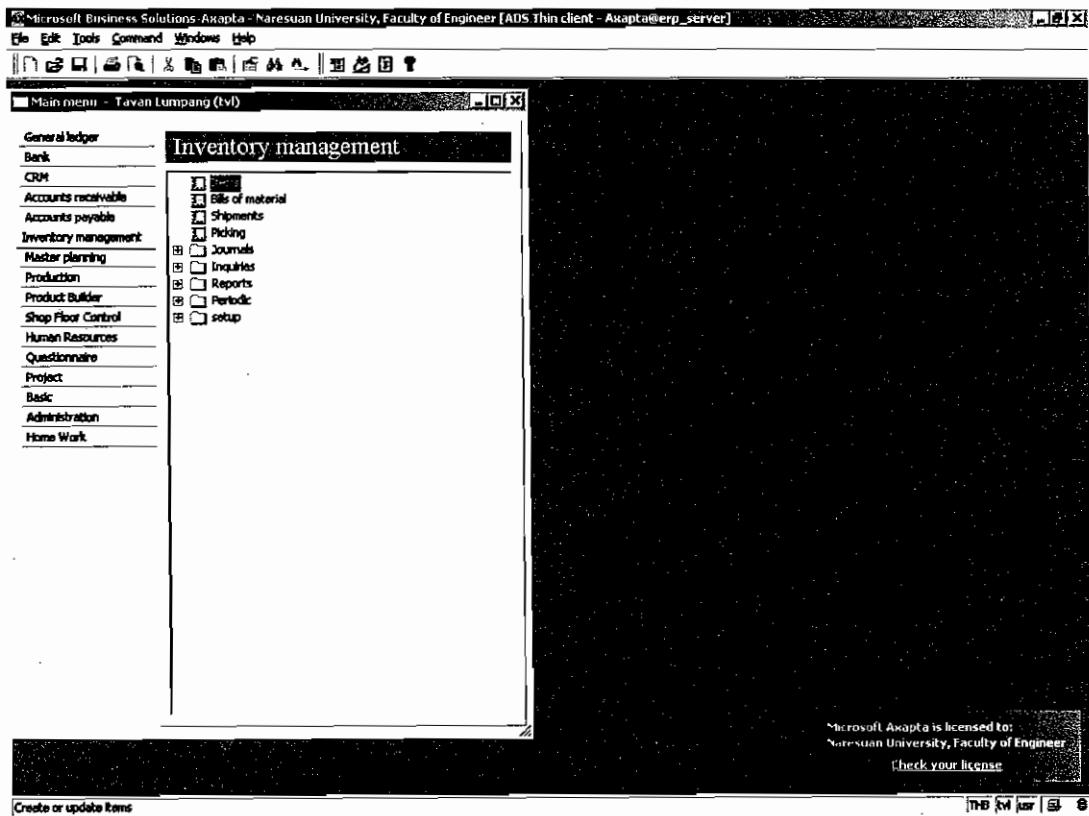 Microsoft Business Solutions-Axapta - Naresuan University, Faculty of Engineer [AOS Thin client - Axapta@erp_server]
File Edit Tools Command Windows Help
Main menu - Tavan Lumpang (tvl)
General ledger
Bank
CRM
Accounts receivable
Accounts payable
Inventory management
Master planning
Production
Product Builder
Shop Floor Control
Human Resources
Questionnaire
Project
Basic
Administration
Home Work
Inventory management
Bills of material
Shipments
Picking
Journals
Inquiries
Reports
Periodic
setup
Microsoft Axapta is licensed to:
Naresuan University, Faculty of Engineer
Check your license
Create or update items
THB tvl usr